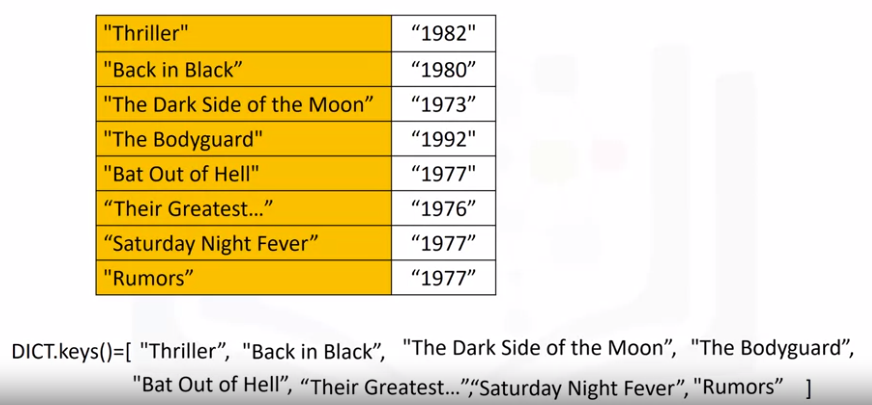 "Thriller" “1982"
"Back in Black” “1980”
"The Dark Side of the Moon” “1973”
"The Bodyguard" “1992"
"Bat Out of Hell" “1977"
“Their Greatest…” “1976”
“Saturday Night Fever” “1977”
"Rumors” “1977”
DICT.keys()=[ "Thriller”, "Back in Black”, "The Dark Side of the Moon”, "The Bodyguard”,
"Bat Out of Hell”, “Their Greatest…”,“Saturday Night Fever”, "Rumors” ]